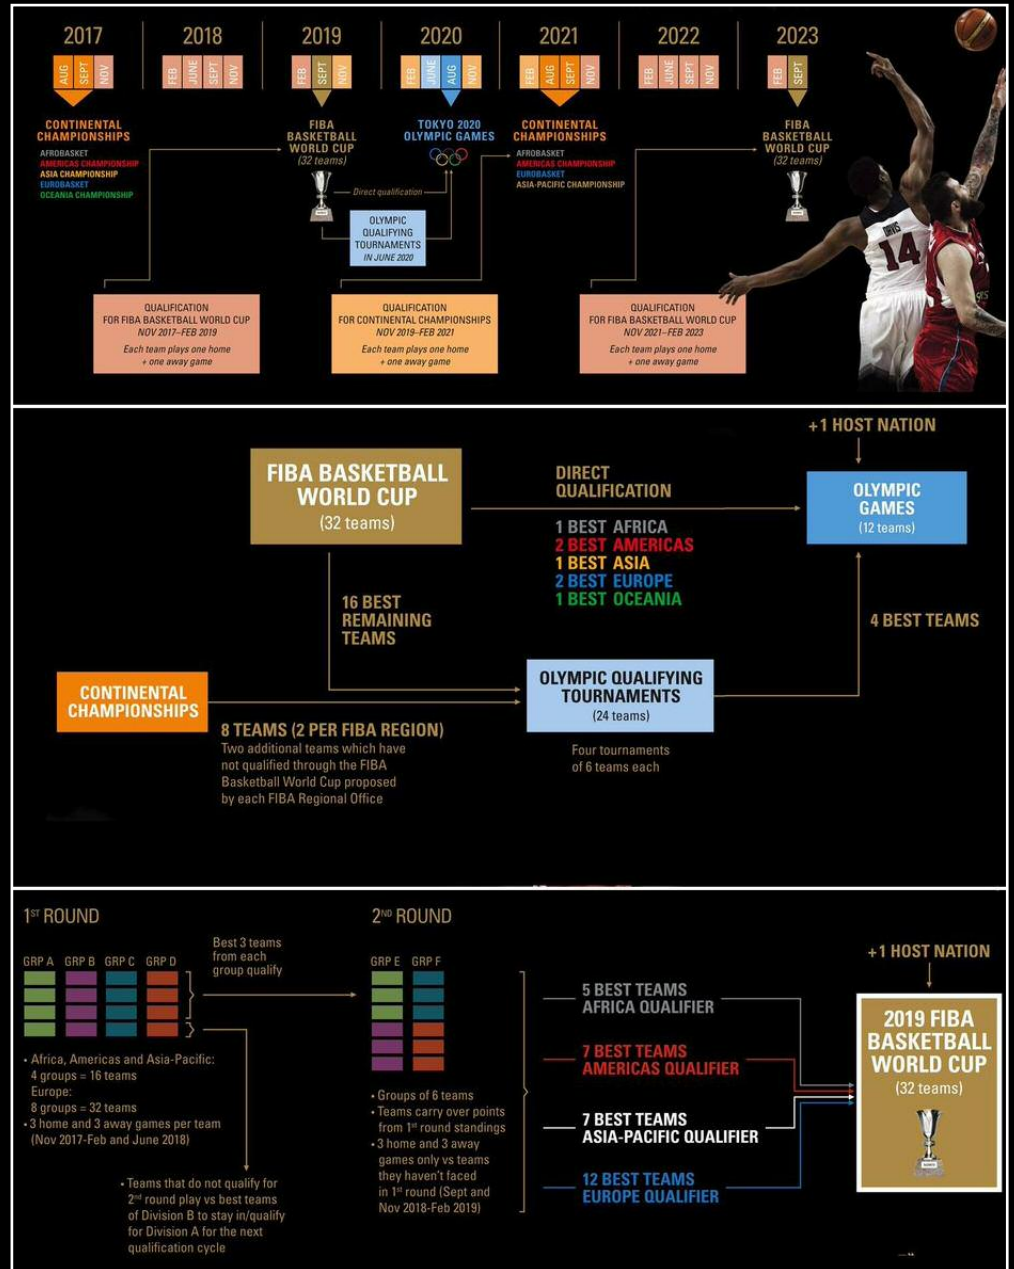 2017
2018
2019
2020
2021
2022
2023
AUG SEPT NOV
FEB JUNE SEPT NOV
FEB SEPT NOV
FEB JUNE AUG NOV
FEB AUG SEPT NOV
FEB JUNE SEPT NOV
FEB SEPT
CONTINENTAL
CHAMPIONSHIPS
AFROBASKET
AMERICAS CHAMPIONSHIP
ASIA CHAMPIONSHIP
EUROBASKET
OCEANIA CHAMPIONSHIP
FIBA
BASKETBALL
WORLD CUP
(32 teams)
TOKYO 2020
OLYMPIC GAMES
Direct qualification
OLYMPIC
QUALIFYING
TOURNAMENTS
IN JUNE 2020
CONTINENTAL
CHAMPIONSHIPS
AFROBASKET
AMERICAS CHAMPIONSHIP
EUROBASKET
ASIA-PACIFIC CHAMPIONSHIP
FIBA
BASKETBALL
WORLD CUP
(32 teams)
14
QUALIFICATION
FOR FIBA BASKETBALL WORLD CUP
NOV 2017–FEB 2019
Each team plays one home
+ one away game
QUALIFICATION
FOR CONTINENTAL CHAMPIONSHIPS
NOV 2019–FEB 2021
Each team plays one home
+ one away game
QUALIFICATION
FOR FIBA BASKETBALL WORLD CUP
NOV 2021–FEB 2023
Each team plays one home
+ one away game
+1 HOST NATION
FIBA BASKETBALL
WORLD CUP
(32 teams)
DIRECT
QUALIFICATION
1 BEST AFRICA
2 BEST AMERICAS
1 BEST ASIA
2 BEST EUROPE
1 BEST OCEANIA
OLYMPIC
GAMES
(12 teams)
16 BEST
REMAINING
TEAMS
4 BEST TEAMS
CONTINENTAL
CHAMPIONSHIPS
OLYMPIC QUALIFYING
TOURNAMENTS
(24 teams)
8 TEAMS (2 PER FIBA REGION)
Two additional teams which have
not qualified through the FIBA
Basketball World Cup proposed
by each FIBA Regional Office
Four tournaments
of 6 teams each
1ST ROUND
GRP A GRP B GRP C GRP D
Best 3 teams
from each
group qualify
• Africa, Americas and Asia-Pacific:
4 groups = 16 teams
Europe:
8 groups = 32 teams
• 3 home and 3 away games per team
(Nov 2017-Feb and June 2018)
• Teams that do not qualify for
2nd round play vs best teams
of Division B to stay in/qualify
for Division A for the next
qualification cycle
2ND ROUND
GRP E GRP F
• Groups of 6 teams
• Teams carry over points
from 1st round standings
• 3 home and 3 away
games only vs teams
they haven't faced
in 1st round (Sept and
Nov 2018-Feb 2019)
5 BEST TEAMS
AFRICA QUALIFIER
7 BEST TEAMS
AMERICAS QUALIFIER
7 BEST TEAMS
ASIA-PACIFIC QUALIFIER
12 BEST TEAMS
EUROPE QUALIFIER
+1 HOST NATION
2019 FIBA
BASKETBALL
WORLD CUP
(32 teams)